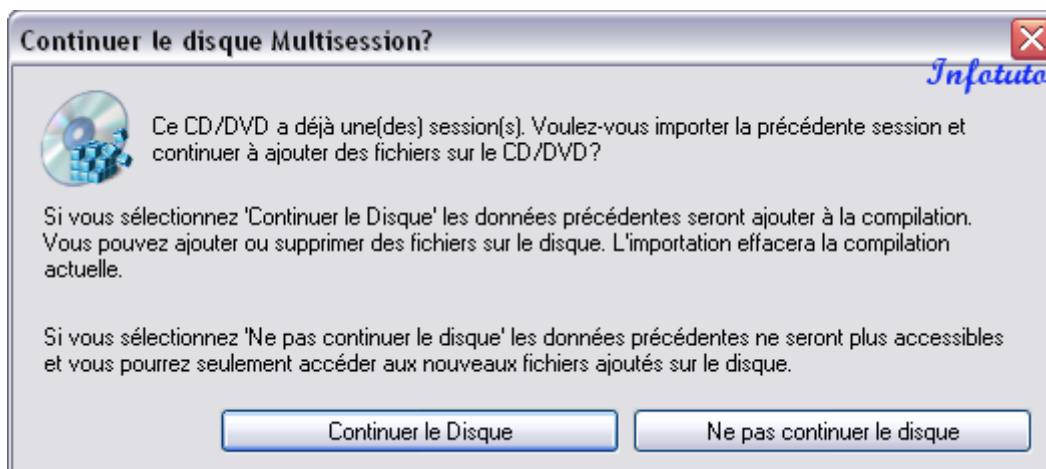 Continuer le disque Multisession?
Infotuto
Ce CD/DVD a déjà une(des) session(s). Voulez-vous importer la précédente session et
continuer à ajouter des fichiers sur le CD/DVD?
Si vous sélectionnez 'Continuer le Disque' les données précédentes seront ajouter à la compilation.
Vous pouvez ajouter ou supprimer des fichiers sur le disque. L'importation effacera la compilation
actuelle.
Si vous sélectionnez 'Ne pas continuer le disque' les données précédentes ne seront plus accessibles
et vous pourrez seulement accéder aux nouveaux fichiers ajoutés sur le disque.
Continuer le Disque
Ne pas continuer le disque